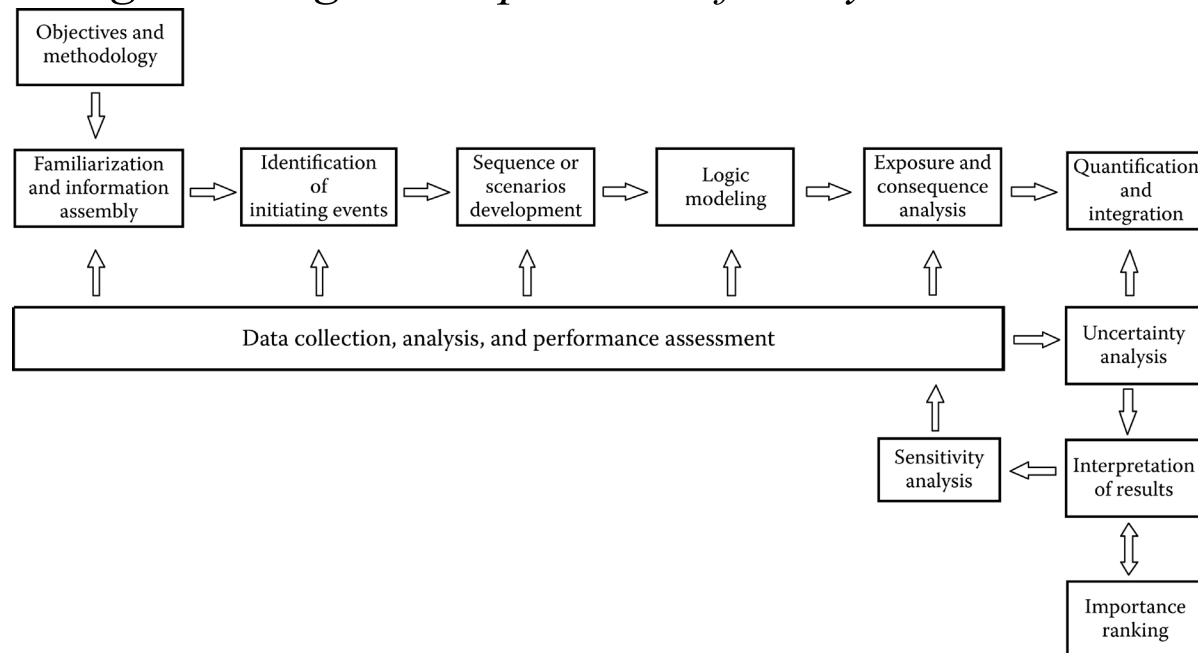 Objectives and
methodology
Familiarization
and information
assembly
Identification
of
initiating events
Sequence or
scenarios
development
Logic
modeling
Exposure and
consequence
analysis
Quantification
and
integration
Data collection, analysis, and performance assessment
Uncertainty
analysis
Sensitivity
analysis
Interpretation
of results
Importance
ranking